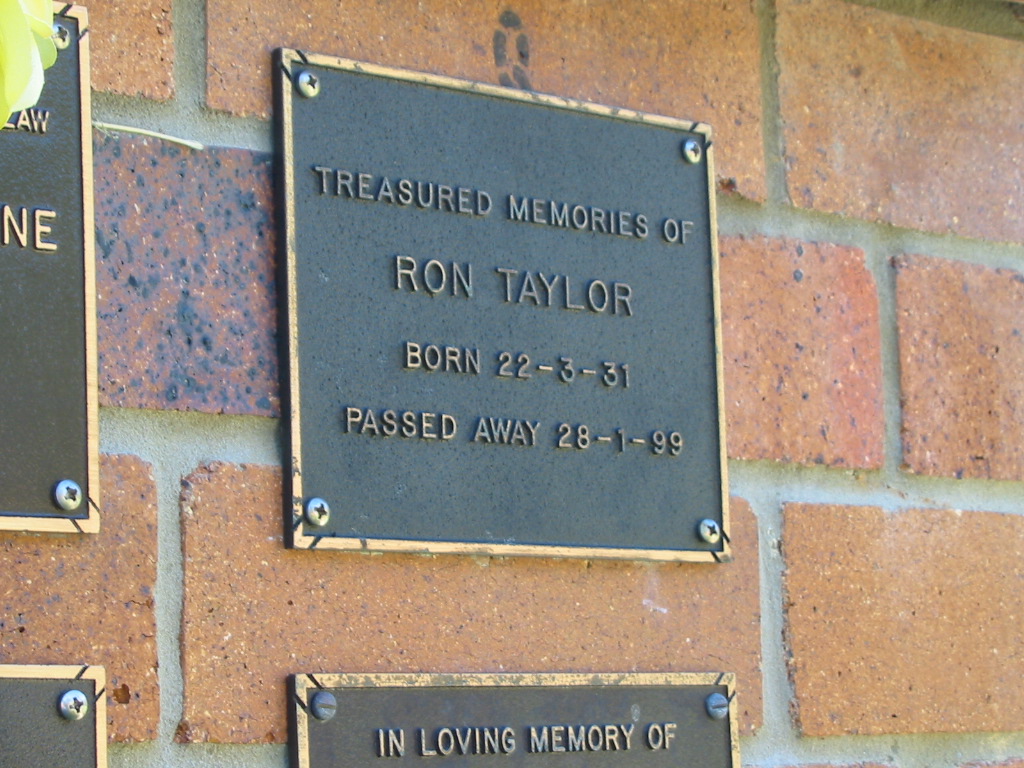 LAW
NE
TREASURED MEMORIES OF
RON TAYLOR
BORN 22-3-31
PASSED AWAY 28-1-99
IN LOVING MEMORY OF